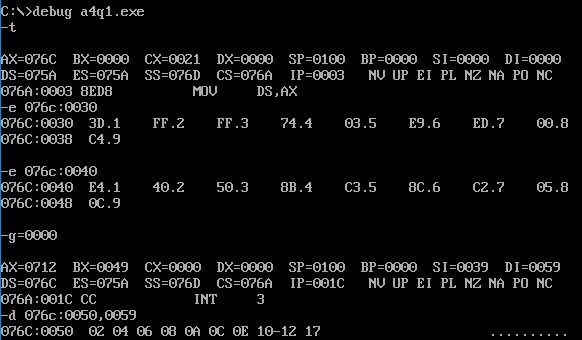 C:\>debug a4q1.exe
-t
AX=076C BX=0000 CX=0021 DX=0000 SP=0100 BP=0000 SI=0000 DI=0000
DS=075A ES=075A SS=076D CS=076A IP=0003 NV UP EI PL NZ NA PO NC
076A:0003 8ED8 MOV DS,AX
-e 076c:0030
076C:0030 3D.1 FF.2 FF.3 74.4 03.5 E9.6 ED.7 00.8
076C:0038 C4.9
-e 076c:0040
076C:0040 E4.1 40.2 50.3 8B.4 C3.5 8C.6 C2.7 05.8
076C:0048 0C.9
-g=0000
AX=0712 BX=0049 CX=0000 DX=0000 SP=0100 BP=0000 SI=0039 DI=0059
DS=076C ES=075A SS=076D CS=076A IP=001C NV UP EI PL NZ NA PO NC
076A:001C CC INT 3
-d 076c:0050,0059
076C:0050 02 04 06 08 0A 0C 0E 10-12 17 ..........